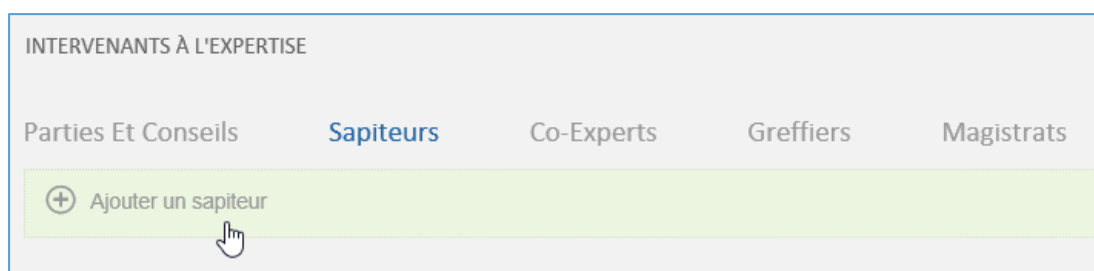 INTERVENANTS À L'EXPERTISE
Parties Et Conseils Sapiteurs Co-Experts Greffiers Magistrats
Ajouter un sapiteur